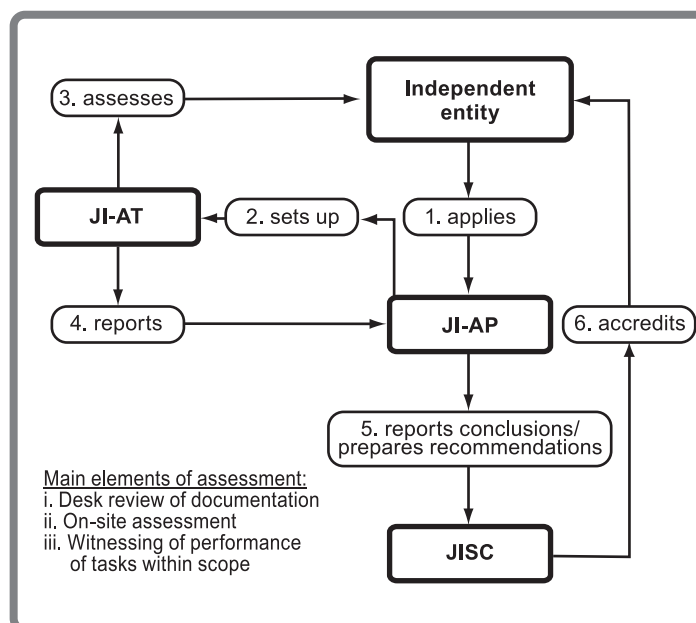 3. assesses
Independent
entity
JI-AT
2. sets up
1. applies
4. reports
JI-AP
6. accredits
5. reports conclusions/
prepares recommendations
Main elements of assessment:
i. Desk review of documentation
ii. On-site assessment
iii. Witnessing of performance
of tasks within scope
JISC